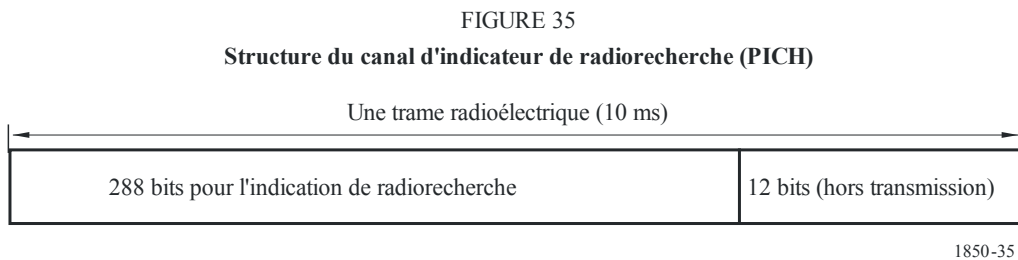 FIGURE 35
Structure du canal d'indicateur de radiorecherche (PICH)
Une trame radioélectrique (10 ms)
288 bits pour l'indication de radiorecherche
12 bits (hors transmission)
1850-35